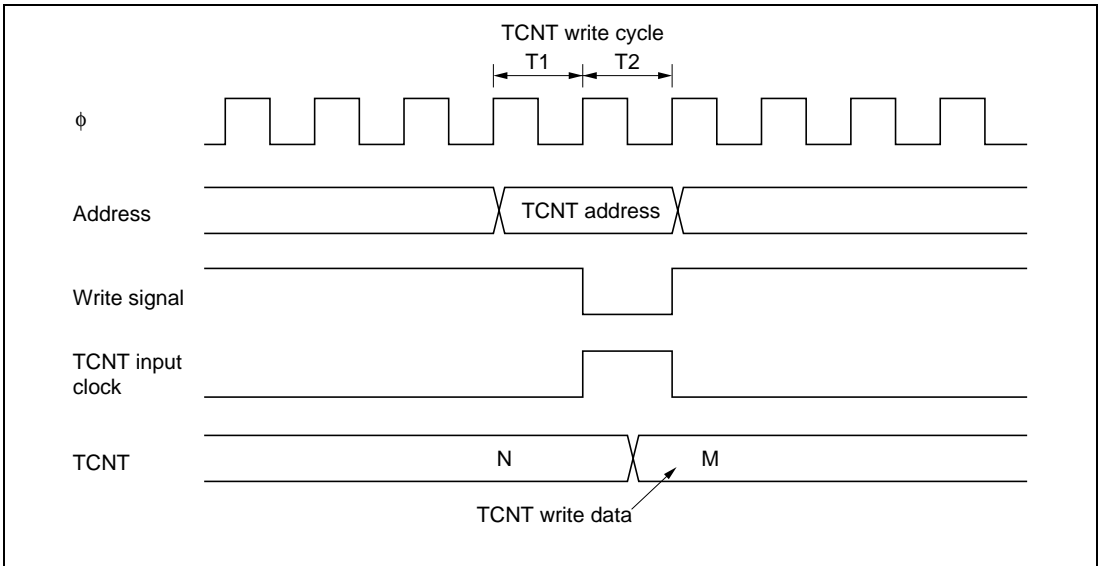 TCNT write cycle
T1 T2
ϕ
Address
TCNT address
Write signal
TCNT input
clock
TCNT
N
M
TCNT write data